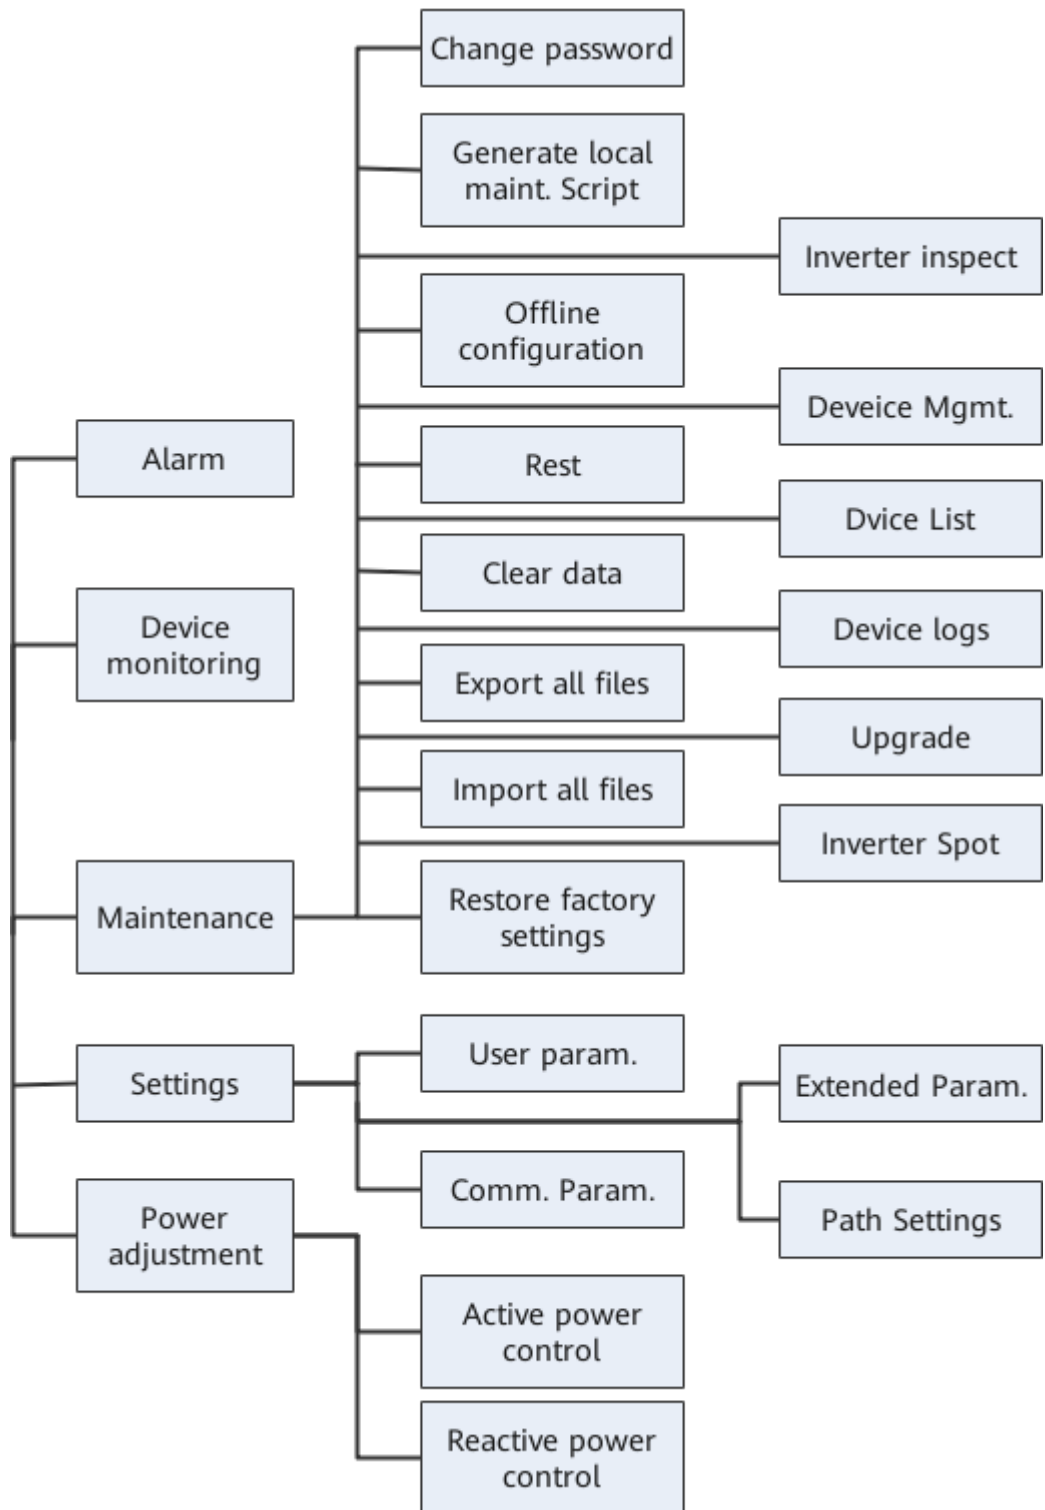 Change password
Generate local
maint. Script
Inverter inspect
Offline
configuration
Deveice Mgmt.
Alarm
Rest
Dvice List
Clear data
Device
monitoring
Device logs
Export all files
Upgrade
Import all files
Inverter Spot
Maintenance
Restore factory
settings
User param.
Settings
Extended Param.
Comm. Param.
Path Settings
Power
adjustment
Active power
control
Reactive power
control